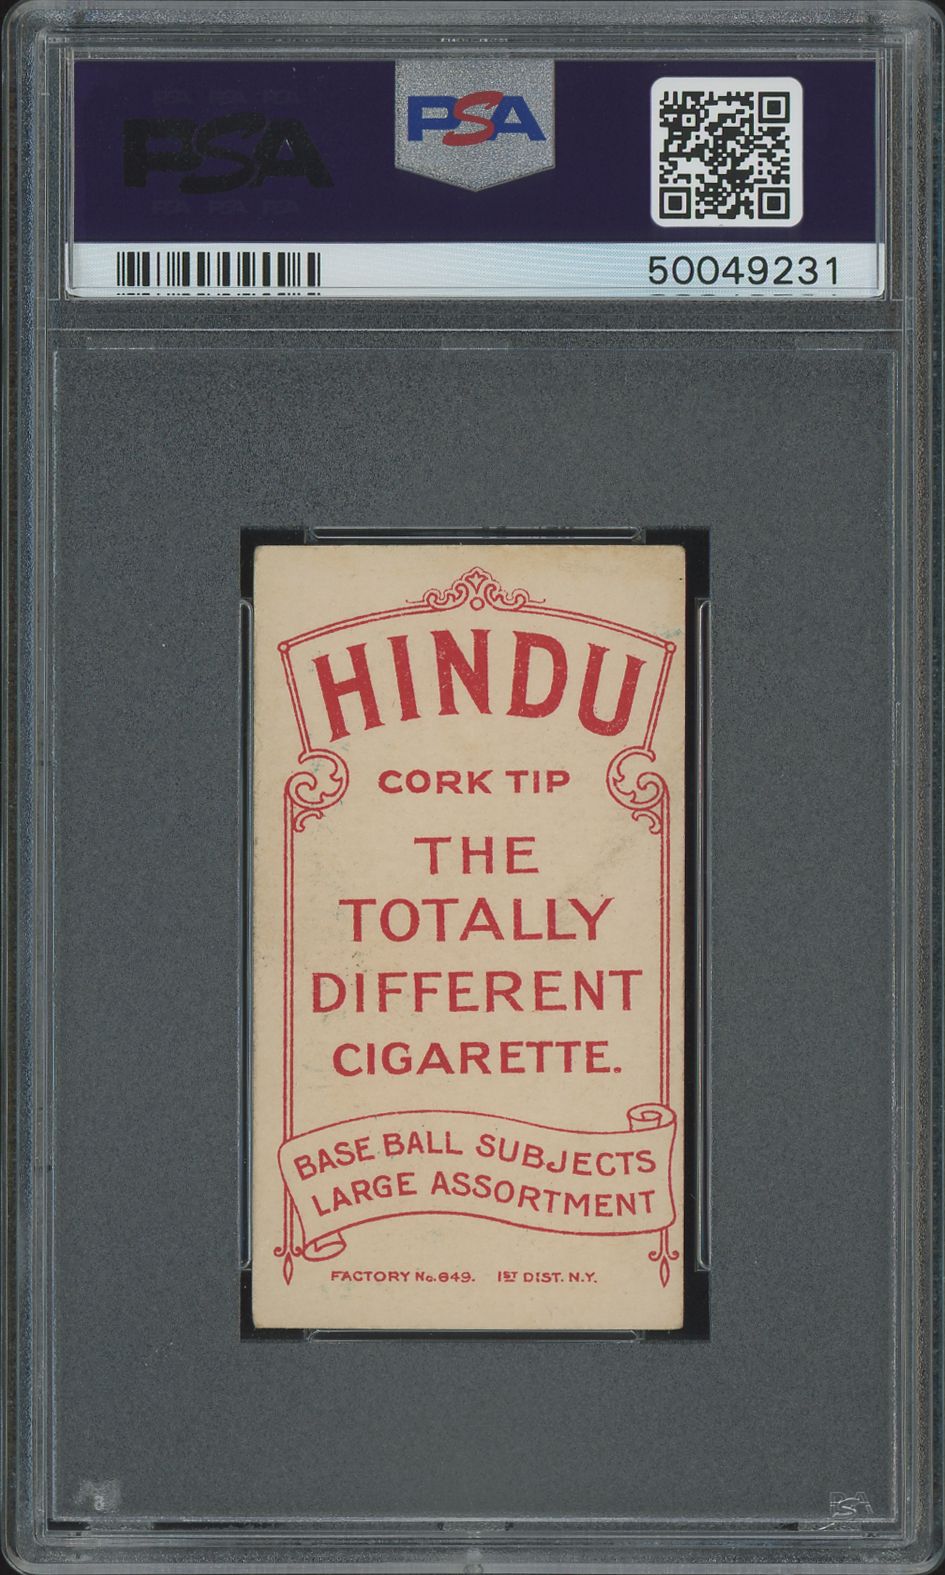 PSA
PSA
50049231
HINDU
CORK TIP
THE
TOTALLY
DIFFERENT
CIGARETTE.
BASE BALL SUBJECTS
LARGE ASSORTMENT
FACTORY No. 649. 1ST DIST. N.Y.
PSA